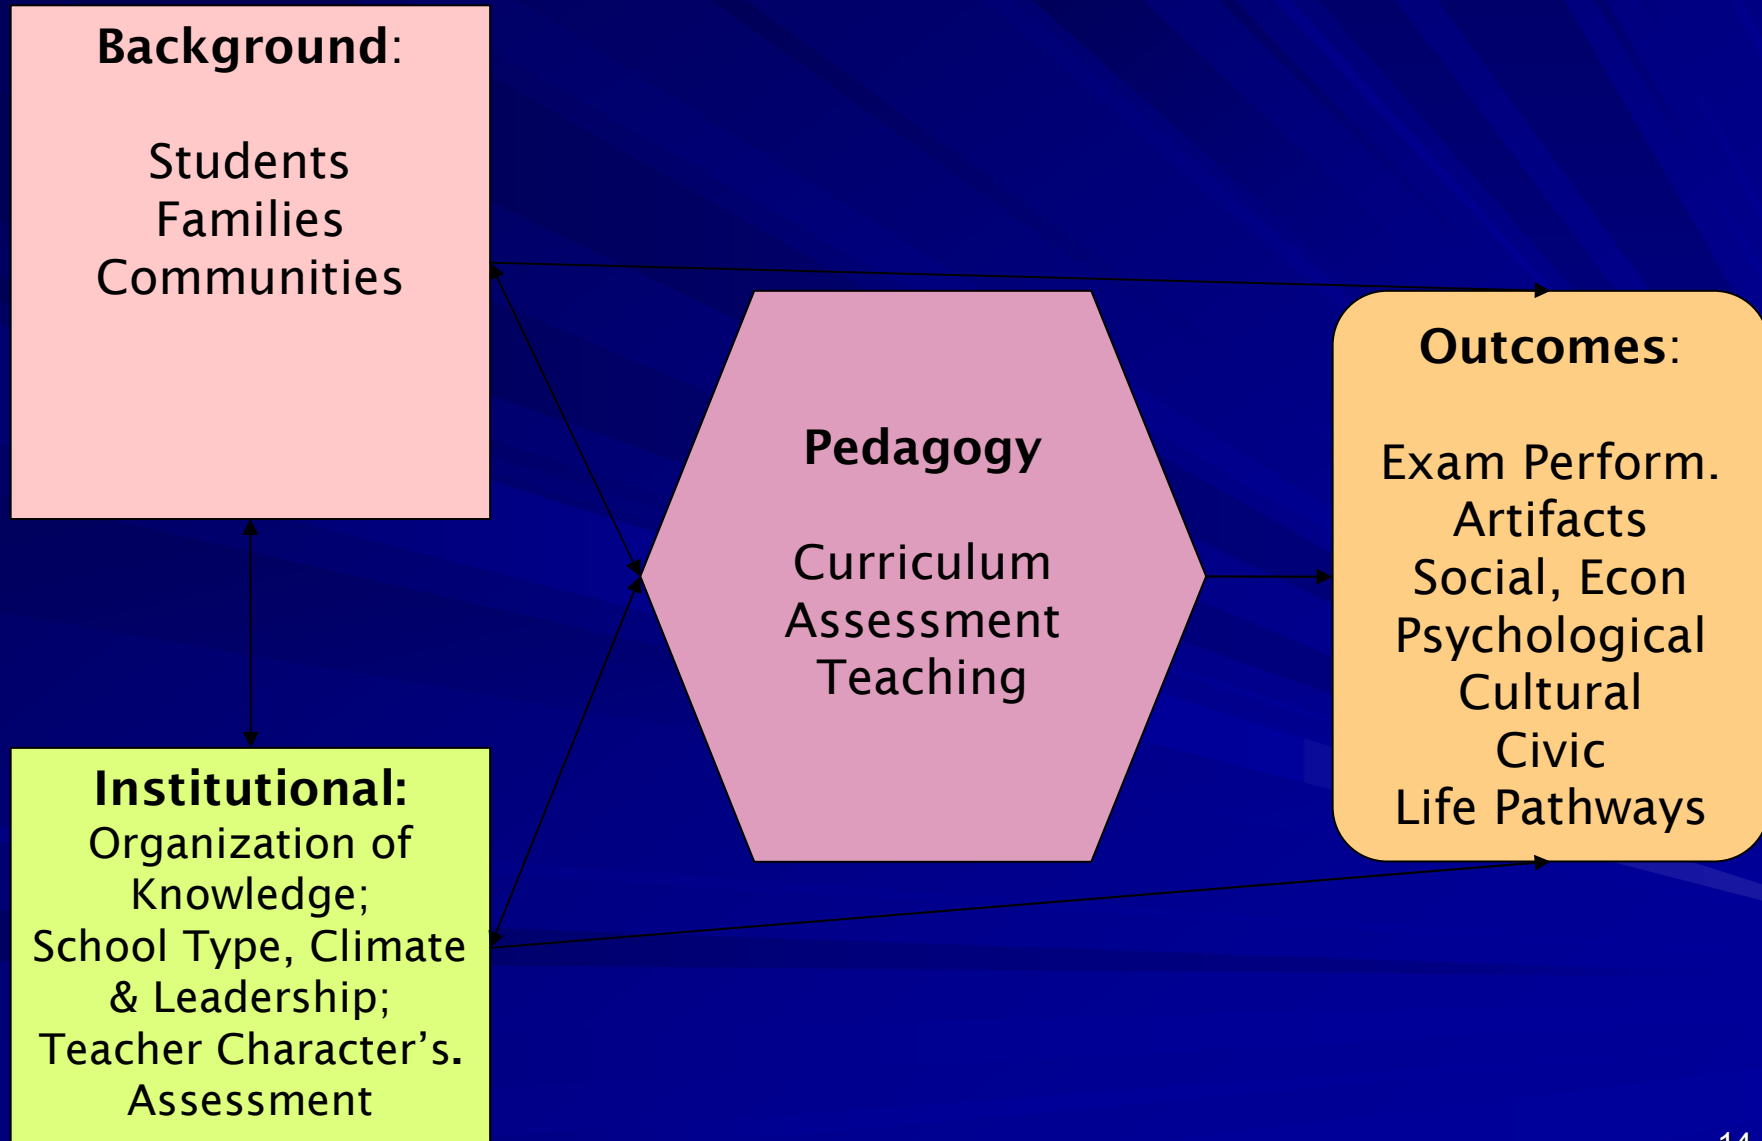 Background:
Students
Families
Communities
Institutional:
Organization of
Knowledge;
School Type, Climate
& Leadership;
Teacher Character’s.
Assessment
Pedagogy
Curriculum
Assessment
Teaching
Outcomes:
Exam Perform.
Artifacts
Social, Econ
Psychological
Cultural
Civic
Life Pathways
14